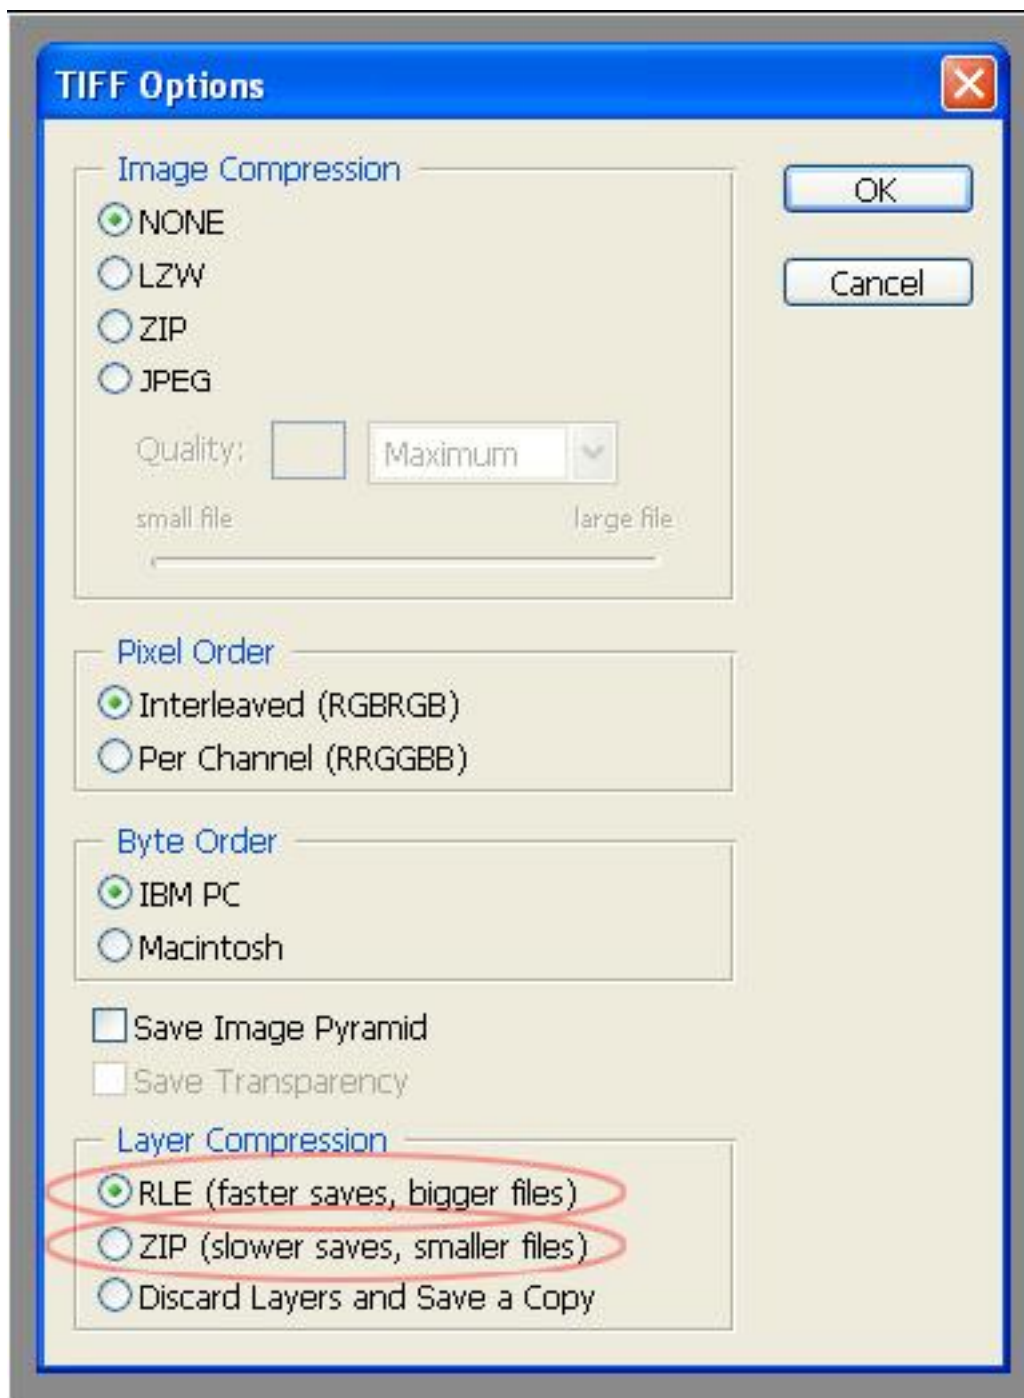 TIFF Options
Image Compression
OK
NONE
LZW
Cancel
ZIP
JPEG
Quality:
Maximum
small file
large file
Pixel Order
Interleaved (RGBRGB)
Per Channel (RRGGBB)
Byte Order
IBM PC
Macintosh
Save Image Pyramid
Save Transparency
Layer Compression
RLE (faster saves, bigger files)
ZIP (slower saves, smaller files)
Discard Layers and Save a Copy